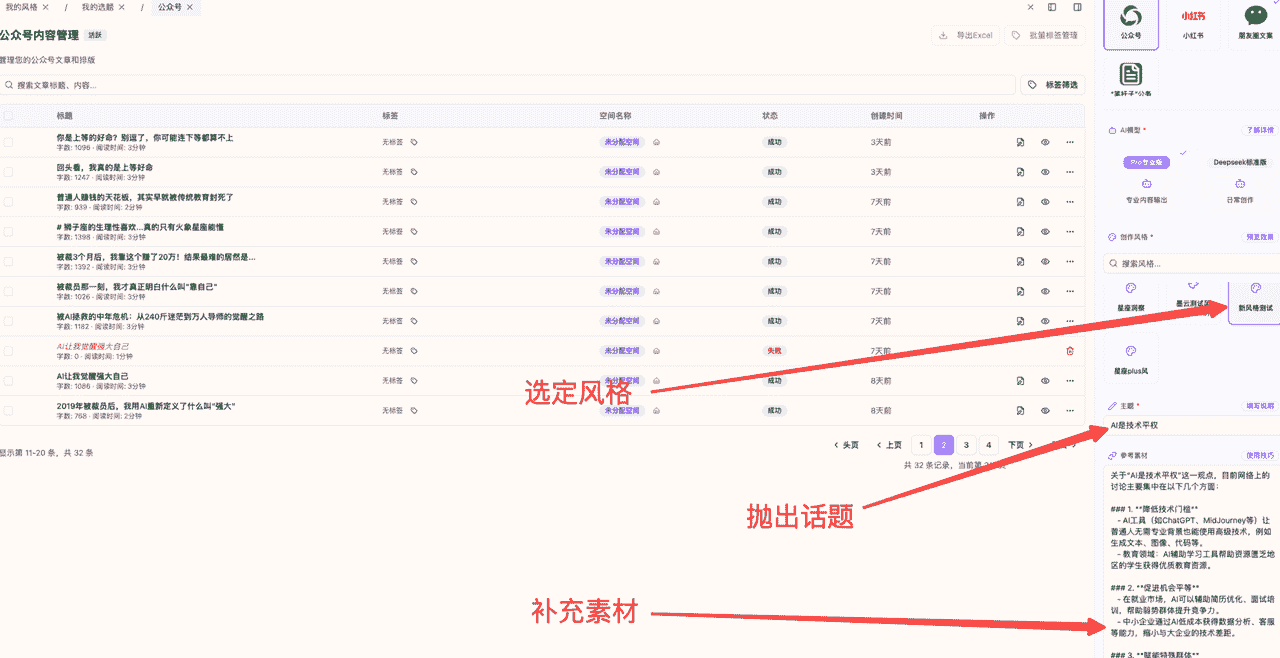 我的风格 × / 我的选题 × / 公众号 ×
公众号内容管理 活跃
导出Excel 批量标签管理
管理您的公众号文章和排版
搜索文章标题、内容...
标签筛选
标题 标签 空间名称 状态 创建时间 操作
你是上等的好命？别逗了，你可能连下等都算不上
字数: 1096 · 阅读时间: 3分钟
无标签 未分配空间 成功 3天前
回头看，我真的是上等好命
字数: 1247 · 阅读时间: 3分钟
无标签 未分配空间 成功 3天前
普通人赚钱的天花板，其实早就被传统教育封死了
字数: 939 · 阅读时间: 2分钟
无标签 未分配空间 成功 7天前
# 狮子座的生理性喜欢...真的只有火象星座能懂
字数: 1398 · 阅读时间: 3分钟
无标签 未分配空间 成功 7天前
被裁3个月后，我靠这个赚了20万！结果最难的居然是...
字数: 1392 · 阅读时间: 3分钟
无标签 未分配空间 成功 7天前
被裁员那一刻，我才真正明白什么叫"靠自己"
字数: 1026 · 阅读时间: 3分钟
无标签 未分配空间 成功 7天前
被AI拯救的中年危机：从240斤迷茫到万人导师的觉醒之路
字数: 1182 · 阅读时间: 3分钟
无标签 未分配空间 成功 7天前
AI让我觉醒强大自己
字数: 0 · 阅读时间: 1分钟
无标签 未分配空间 失败 7天前
AI让我觉醒强大自己
字数: 1086 · 阅读时间: 3分钟
无标签 未分配空间 成功 8天前
2019年被裁员后，我用AI重新定义了什么叫"强大"
字数: 768 · 阅读时间: 2分钟
无标签 未分配空间 成功 8天前
显示第 11-20 条，共 32 条
头页 上页 1 2 3 4 下页
共 32 条记录，当前第
选定风格
抛出话题
补充素材
公众号 小红书 小红书 朋友圈文案
AI模型 * 了解详情
Pro专业版 Deepseek标准版
专业内容输出 日常创作
创作风格 * 预览效果
搜索风格...
星座洞察 墨云测试风 新风格测试
星座plus风
主题 * 填写说明
AI是技术平权
参考素材 使用技巧
关于"AI是技术平权"这一观点，目前网络上的
讨论主要集中在以下几个方面：
### 1. **降低技术门槛**
- AI工具（如ChatGPT、MidJourney等）让
普通人无需专业背景也能使用高级技术，例如
生成文本、图像、代码等。
- 教育领域：AI辅助学习工具帮助资源匮乏地
区的学生获得优质教育资源。
### 2. **促进机会平等**
- 在就业市场，AI可以辅助简历优化、面试培
训，帮助弱势群体提升竞争力。
- 中小企业通过AI低成本获得数据分析、客服
等能力，缩小与大企业的技术差距。
### 3. **赋能特殊群体**